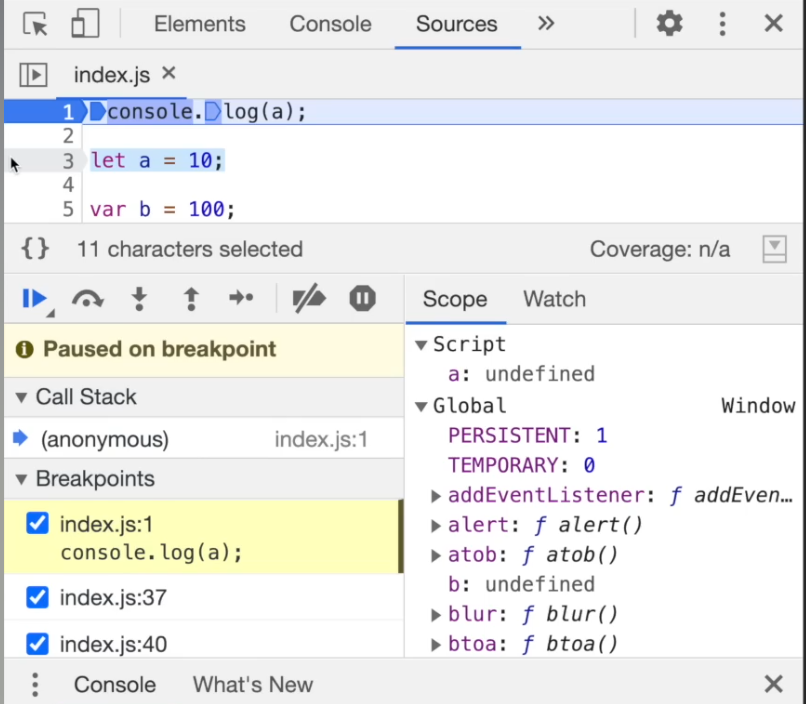 Elements Console Sources »
index.js ×
1 console.log(a);
2
3 let a = 10;
4
5 var b = 100;
{} 11 characters selected Coverage: n/a
Scope Watch
Paused on breakpoint
Call Stack
(anonymous) index.js:1
Breakpoints
index.js:1
console.log(a);
index.js:37
index.js:40
Script
a: undefined
Global Window
PERSISTENT: 1
TEMPORARY: 0
addEventListener: ƒ addEven…
alert: ƒ alert()
atob: ƒ atob()
b: undefined
blur: ƒ blur()
btoa: ƒ btoa()
Console What's New